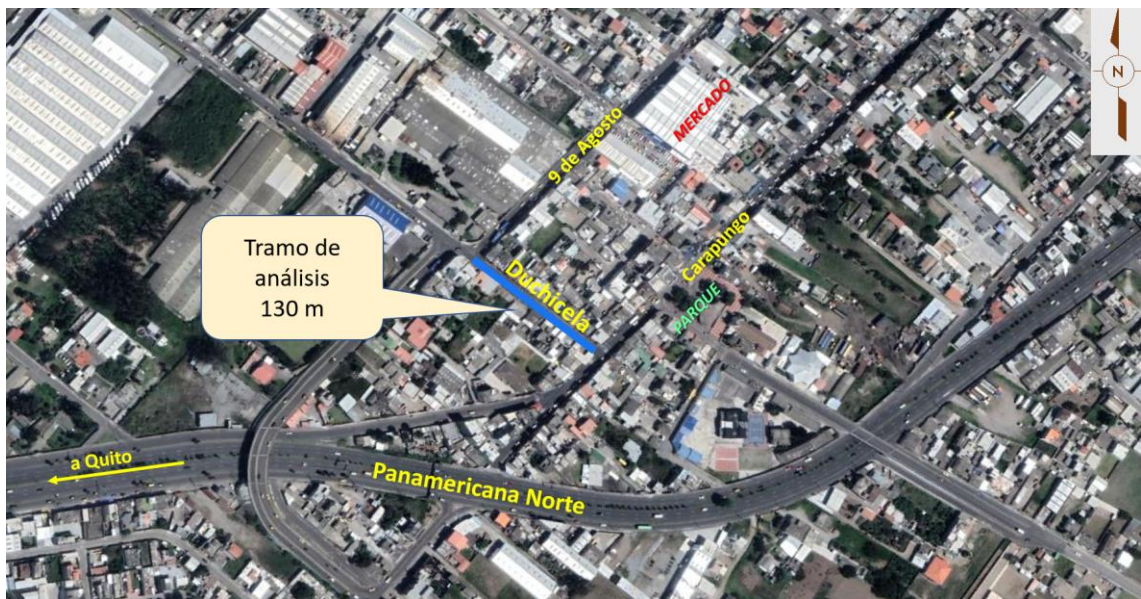 N
MERCADO
9 de Agosto
Carapungo
Tramo de
análisis
130 m
Duchicela
PARQUE
a Quito
Panamericana Norte